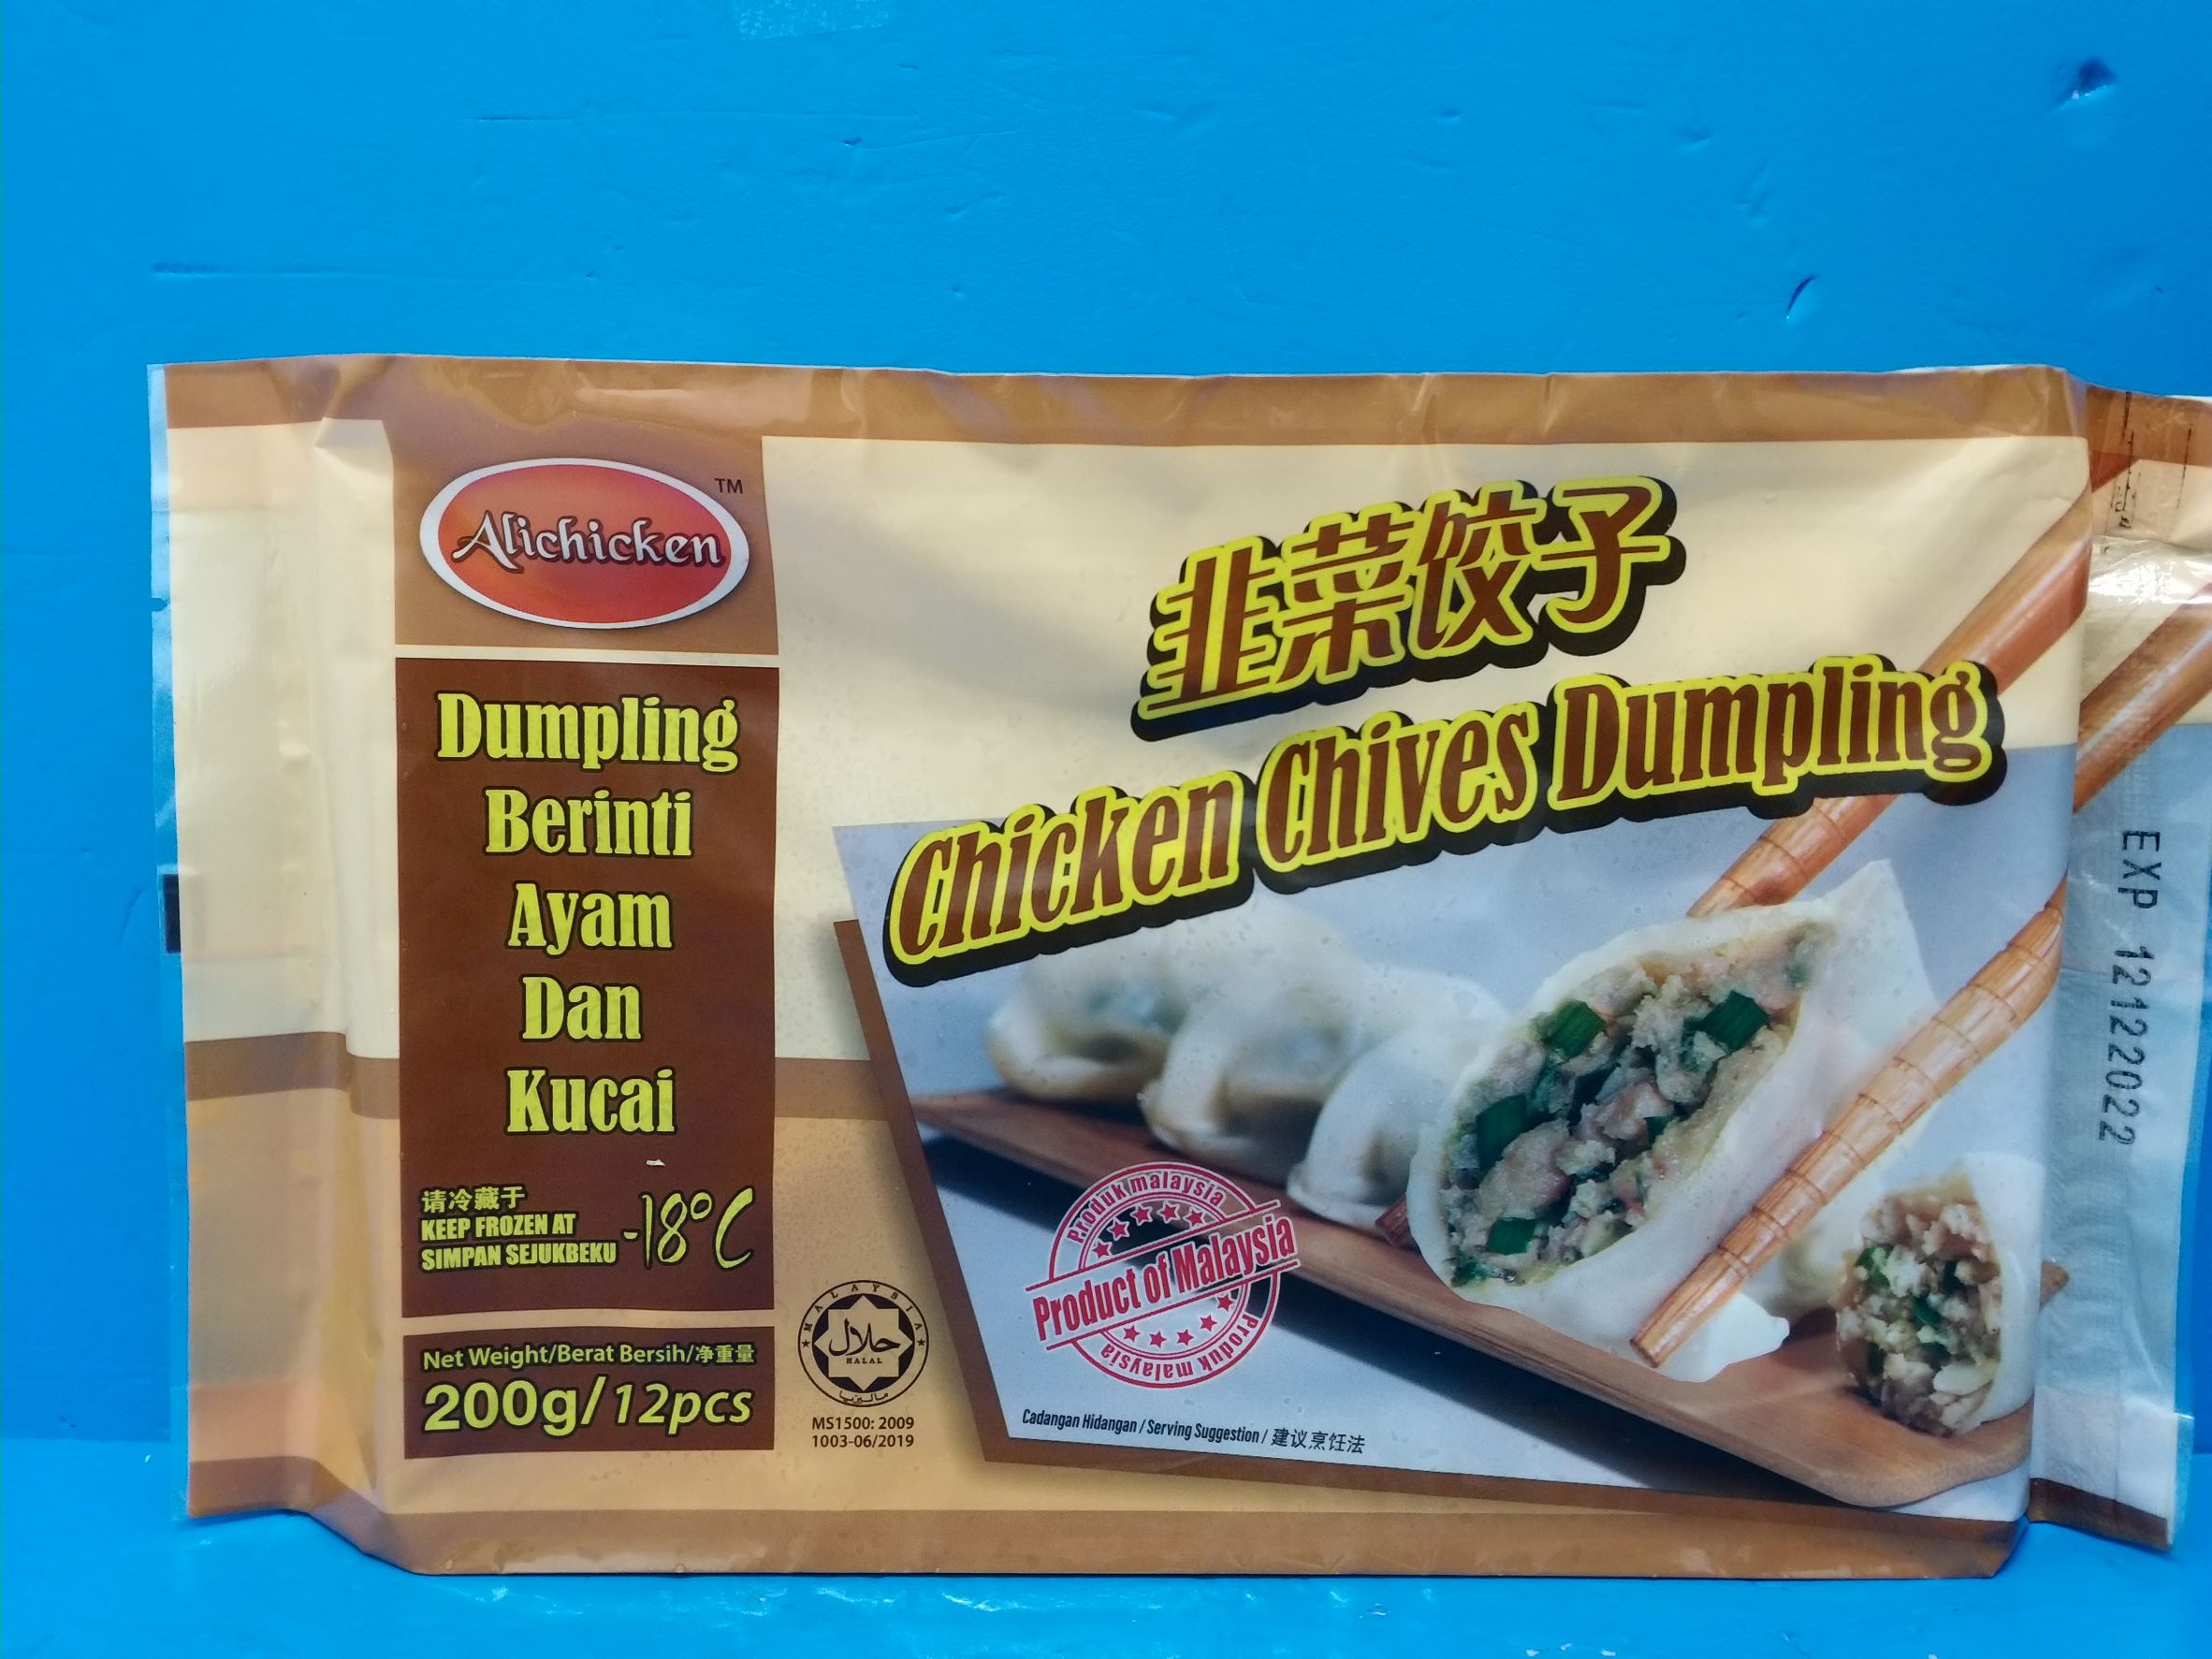 Alichicken
TM
Dumpling
Berinti
Ayam
Dan
Kucai
请冷藏于
KEEP FROZEN AT
SIMPAN SEJUKBEKU
-18°C
Net Weight/Berat Bersih/净重量
200g/12pcs
MALAYSIA
حلال
HALAL
ماليزيا
MS1500: 2009
1003-06/2019
韭菜饺子
Chicken Chives Dumpling
Produk malaysia
Product of Malaysia
Produk malaysia
Cadangan Hidangan / Serving Suggestion / 建议烹饪法
EXP 12122022